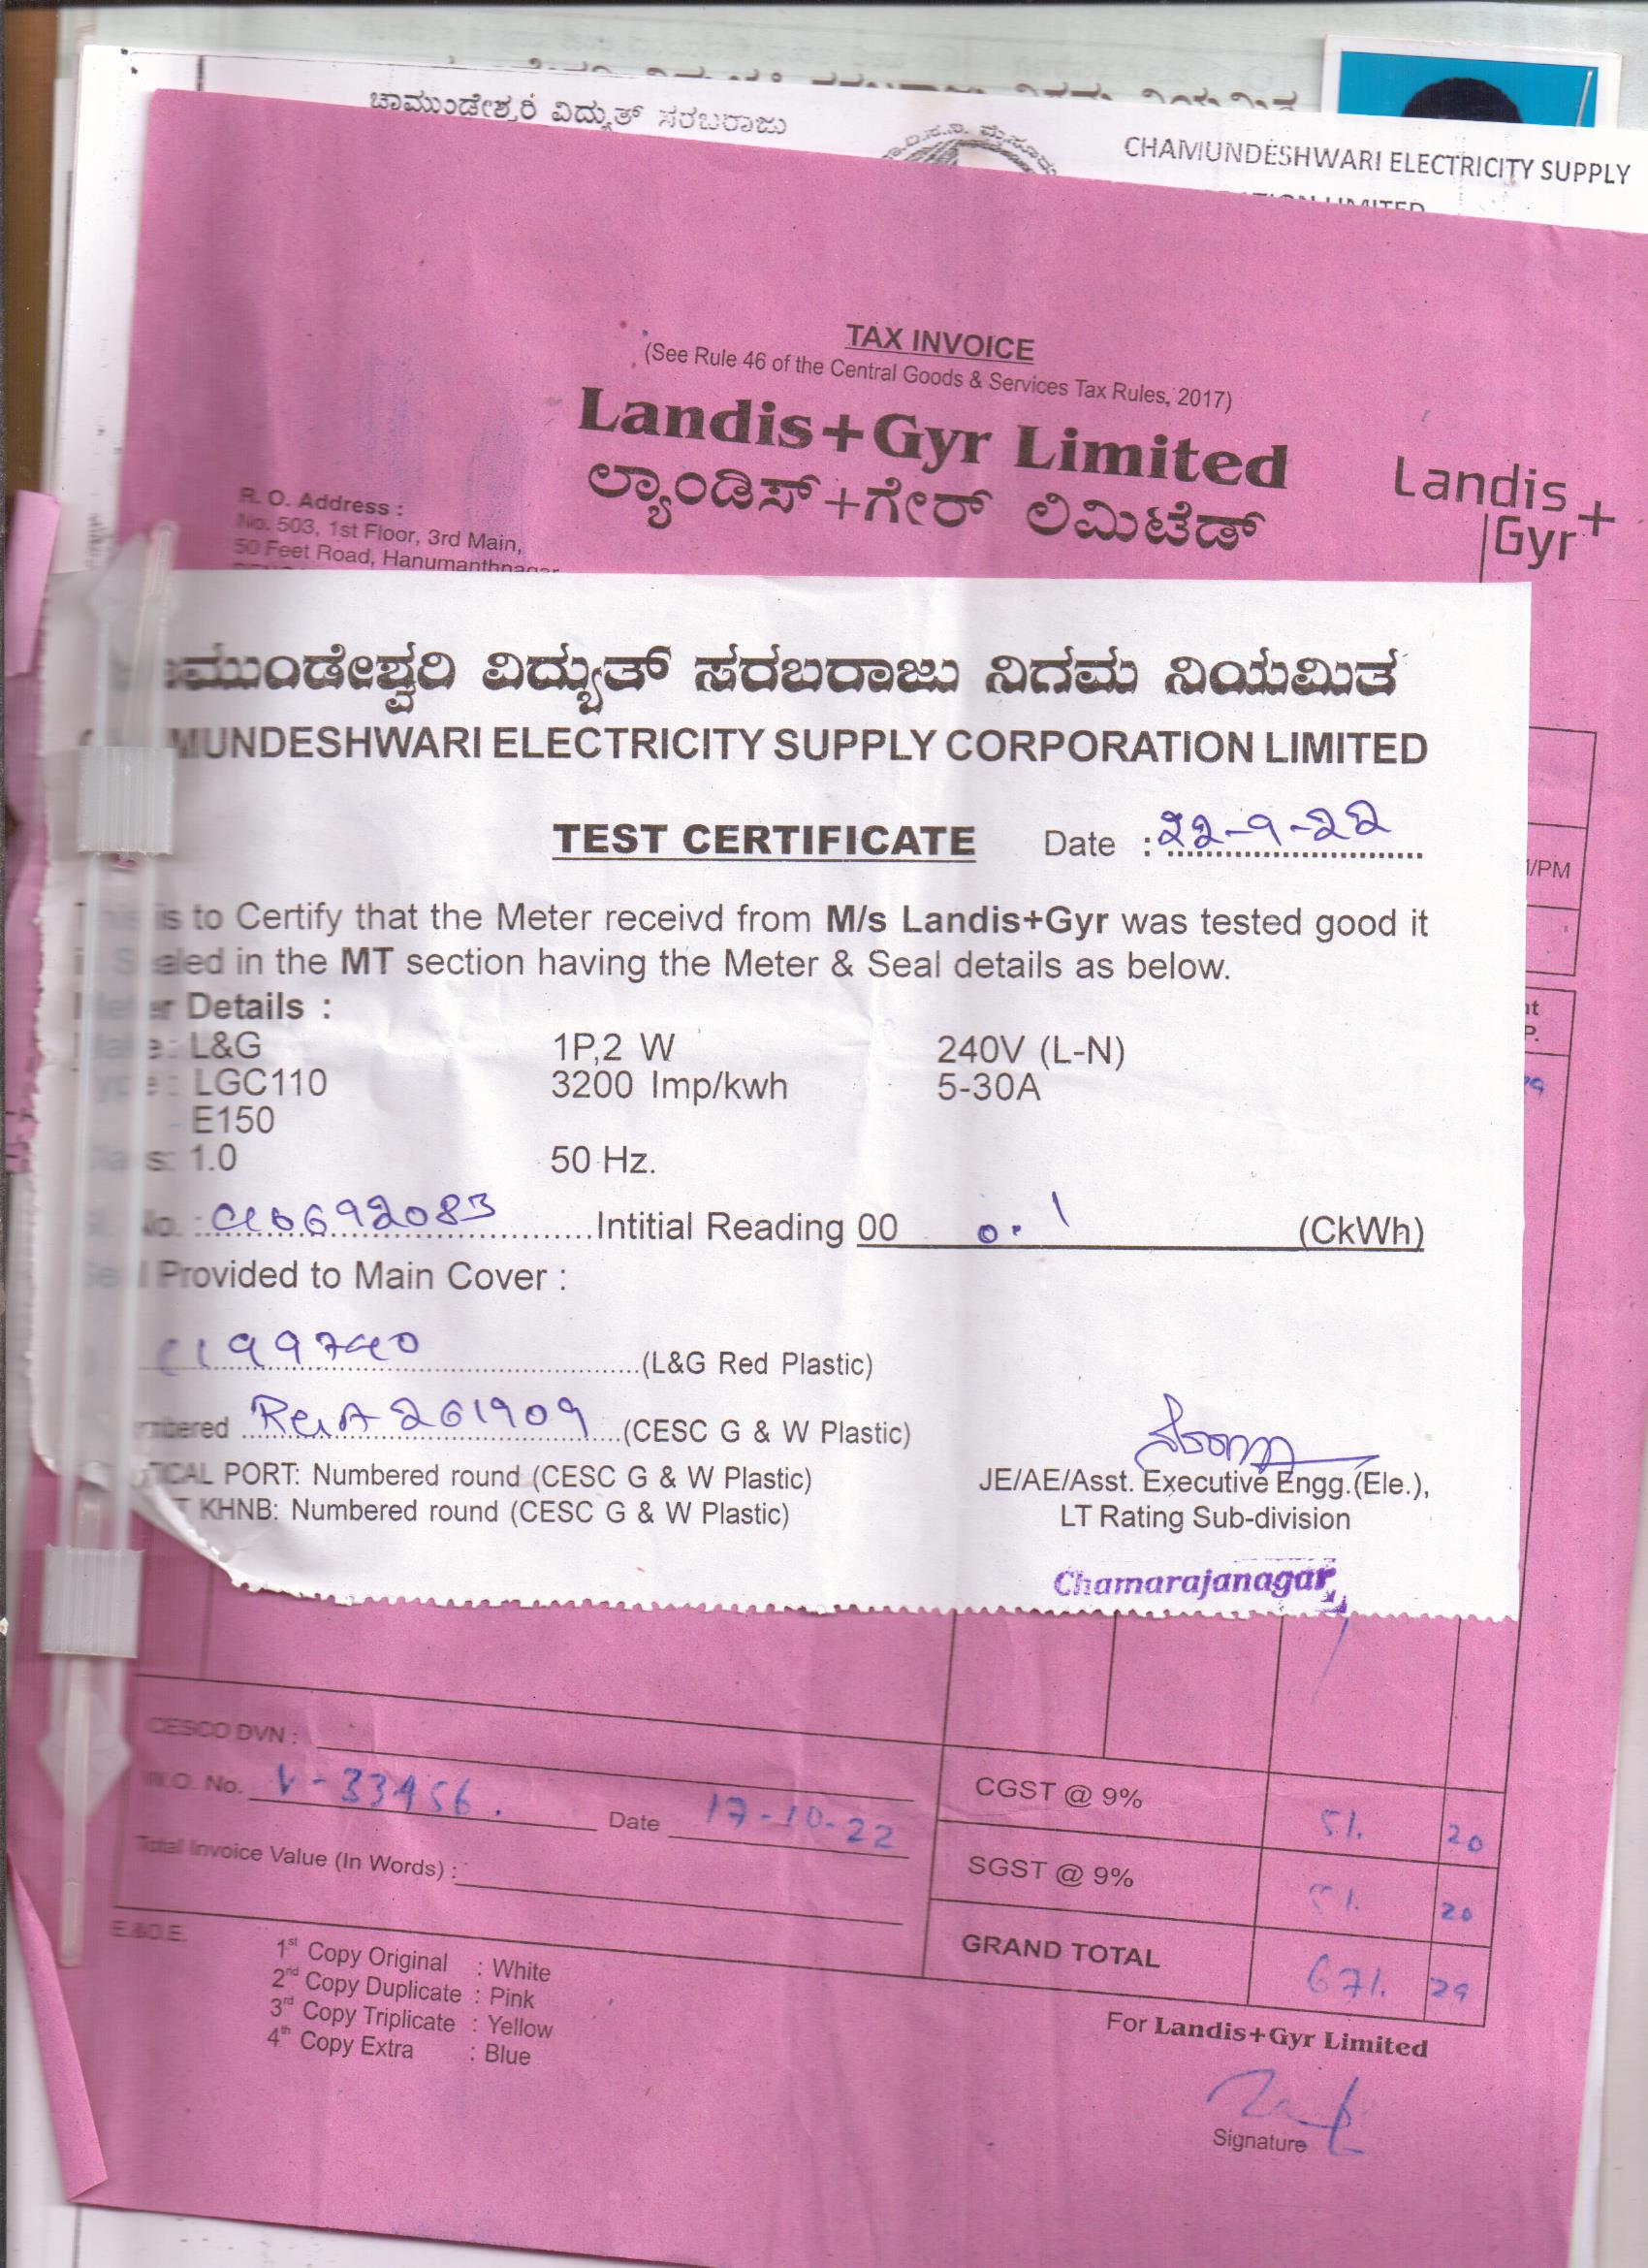 ಚಾಮುಂಡೇಶ್ವರಿ ವಿದ್ಯುತ್ ಸರಬರಾಜು
CHAMUNDESHWARI ELECTRICITY SUPPLY
LIMITED
TAX INVOICE
(See Rule 46 of the Central Goods & Services Tax Rules, 2017)
Landis+Gyr Limited
ಲ್ಯಾಂಡಿಸ್+ಗೇರ್ ಲಿಮಿಟೆಡ್
Landis
Gyr+
R. O. Address :
No. 503, 1st Floor, 3rd Main,
50 Feet Road, Hanumanthnagar
ಮುಂಡೇಶ್ವರಿ ವಿದ್ಯುತ್ ಸರಬರಾಜು ನಿಗಮ ನಿಯಮಿತ
MUNDESHWARI ELECTRICITY SUPPLY CORPORATION LIMITED
TEST CERTIFICATE Date : 22-9-22
This is to Certify that the Meter receivd from M/s Landis+Gyr was tested good it
Sealed in the MT section having the Meter & Seal details as below.
Meter Details :
L&G 1P,2 W 240V (L-N)
LGC110 3200 Imp/kwh 5-30A
- E150
1.0 50 Hz.
No. : Intitial Reading 00 0.1 (CkWh)
Seal Provided to Main Cover :
(L&G Red Plastic)
261909 (CESC G & W Plastic)
PORT: Numbered round (CESC G & W Plastic)
KHNB: Numbered round (CESC G & W Plastic)
JE/AE/Asst. Executive Engg.(Ele.),
LT Rating Sub-division
Chamarajanagar
/PM
CESCO DVN :
W.O. No. V-33456. Date 17-10-22
Total Invoice Value (In Words) :
CGST @ 9% 51. 20
SGST @ 9% 51. 20
GRAND TOTAL 671. 29
E.&O.E.
1st Copy Original : White
2nd Copy Duplicate : Pink
3rd Copy Triplicate : Yellow
4th Copy Extra : Blue
For Landis+Gyr Limited
Signature